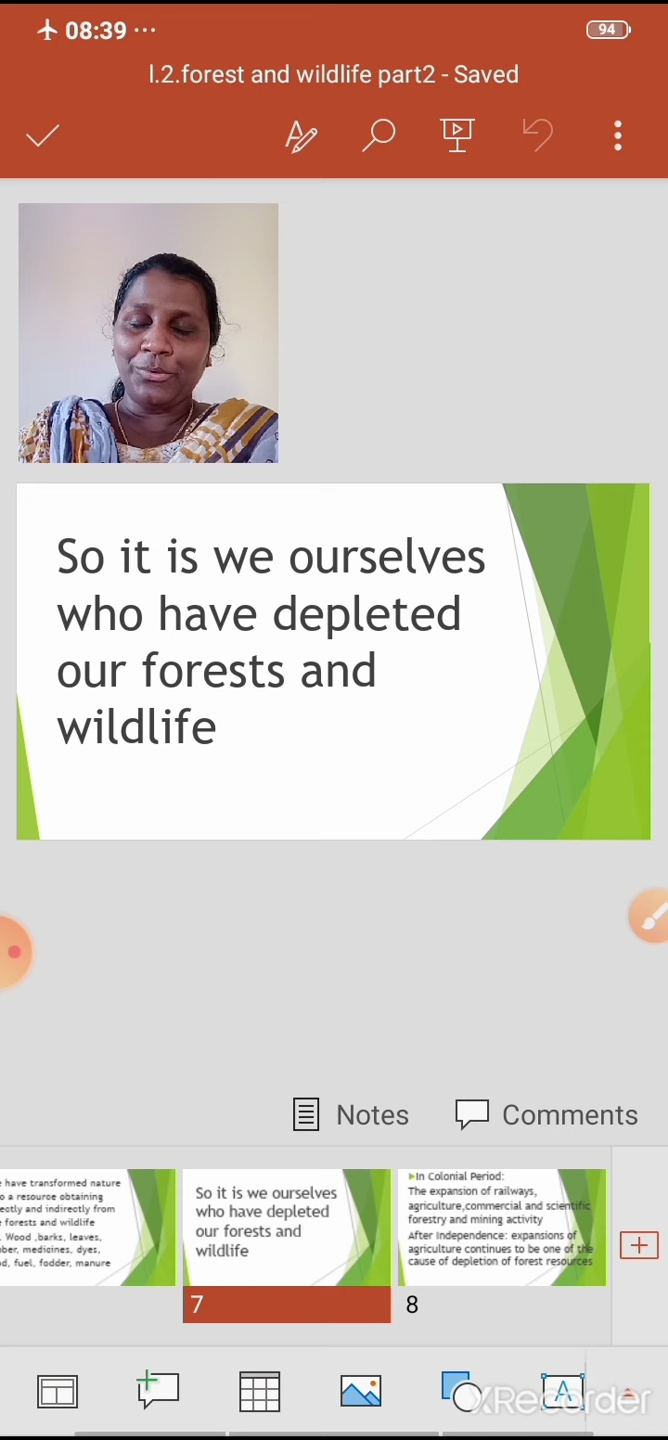 08:39 ...
94
l.2.forest and wildlife part2 - Saved
So it is we ourselves
who have depleted
our forests and
wildlife
Notes
Comments
have transformed nature
a resource obtaining
and indirectly from
forests and wildlife
Wood ,barks, leaves,
medicines, dyes,
fuel, fodder, manure
So it is we ourselves
who have depleted
our forests and
wildlife
7
In Colonial Period:
The expansion of railways,
agriculture,commercial and scientific
forestry and mining activity
After Independence: expansions of
agriculture continues to be one of the
cause of depletion of forest resources
8
A
XRecorder